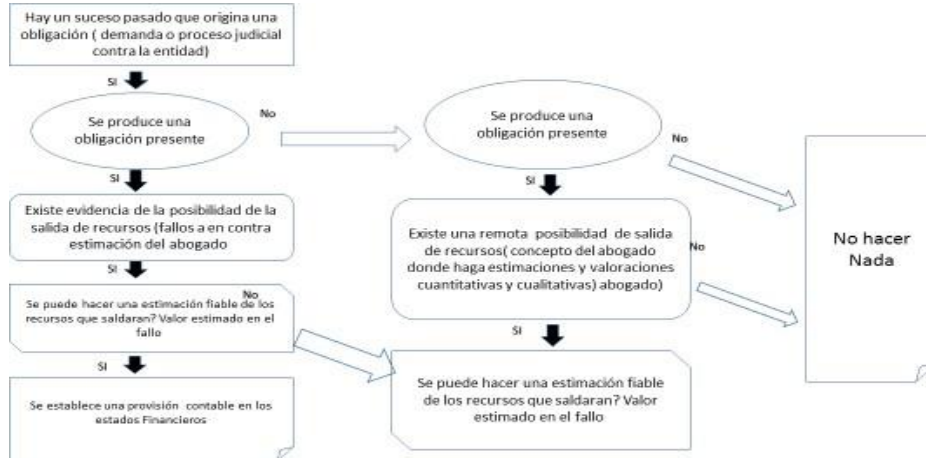 Hay un suceso pasado que origina una
obligación ( demanda o proceso judicial
contra la entidad)
SI
Se produce una
obligación presente
No
SI
Existe evidencia de la posibilidad de la
salida de recursos (fallos a en contra
estimación del abogado
SI
Se puede hacer una estimación fiable de los
recursos que saldaran? Valor estimado en el
fallo
No
SI
Se establece una provisión contable en los
estados Financieros
Se produce una
obligación presente
No
SI
Existe una remota posibilidad de salida
de recursos( concepto del abogado
donde haga estimaciones y valoraciones
cuantitativas y cualitativas) abogado)
No
SI
Se puede hacer una estimación fiable
de los recursos que saldaran? Valor
estimado en el fallo
No hacer
Nada